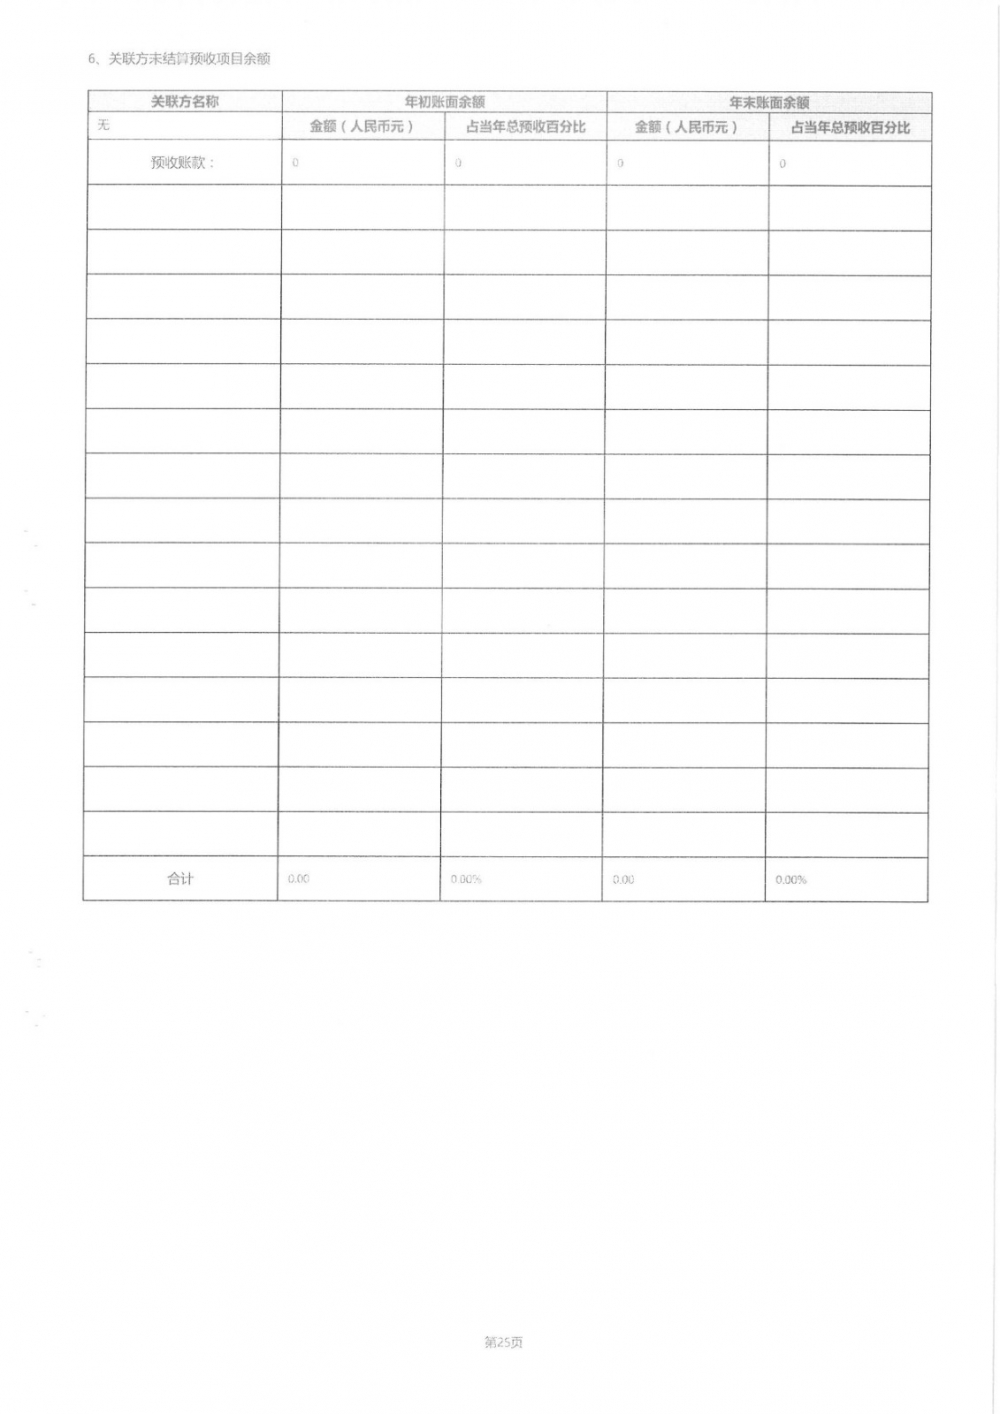 6、关联方未结算预收项目余额
关联方名称 年初账面余额 年末账面余额
无 金额（人民币元） 占当年总预收百分比 金额（人民币元） 占当年总预收百分比
预收账款： 0 0 0 0
合计 0.00 0.00% 0.00 0.00%
第25页